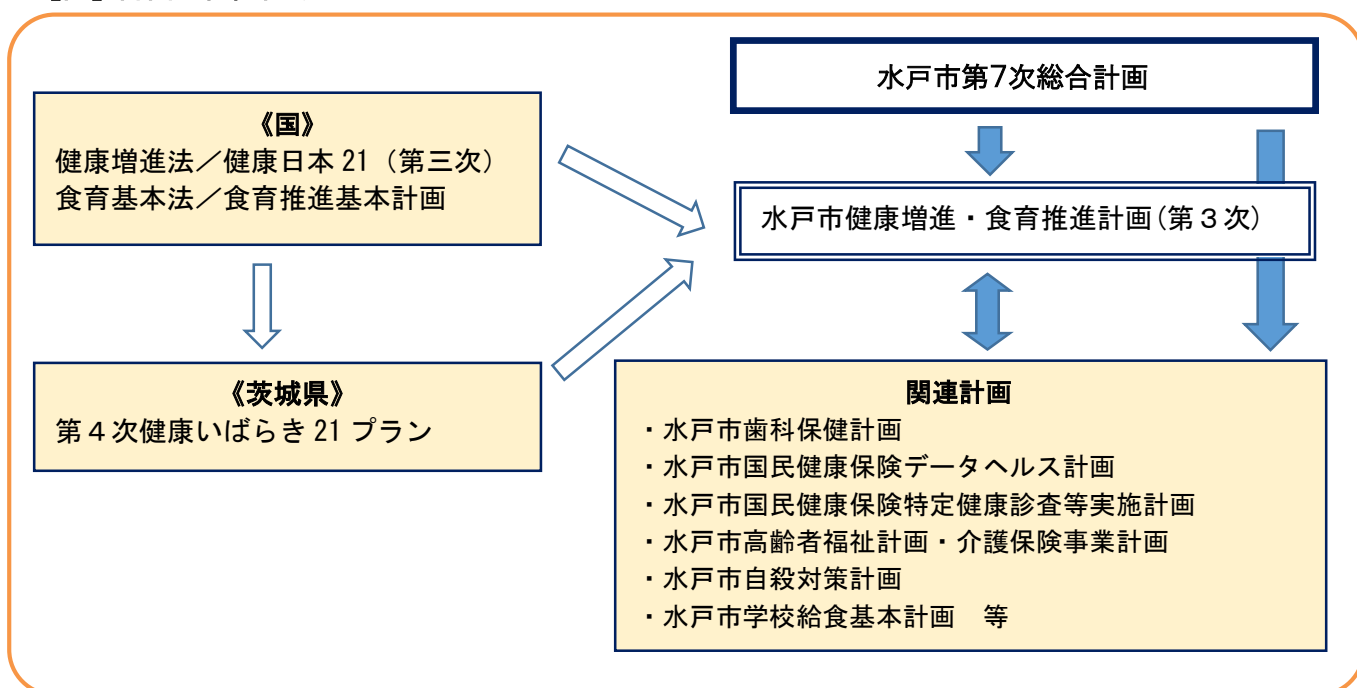 《国》
健康増進法／健康日本 21（第三次）
食育基本法／食育推進基本計画
《茨城県》
第４次健康いばらき 21 プラン
水戸市第7次総合計画
水戸市健康増進・食育推進計画(第３次)
関連計画
・水戸市歯科保健計画
・水戸市国民健康保険データヘルス計画
・水戸市国民健康保険特定健康診査等実施計画
・水戸市高齢者福祉計画・介護保険事業計画
・水戸市自殺対策計画
・水戸市学校給食基本計画　等